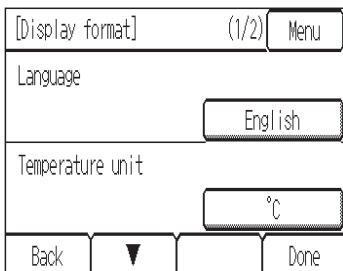 [Display format] (1/2) Menu
Language
English
Temperature unit
°C
Back ▼ Done